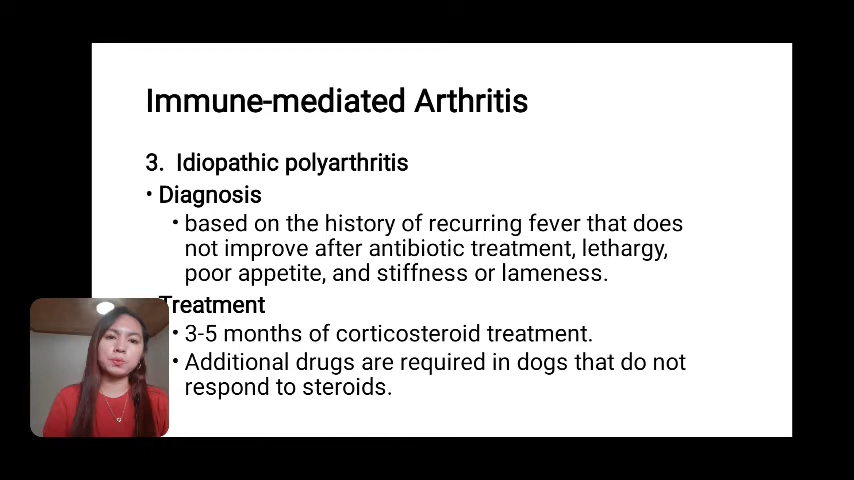 Immune-mediated Arthritis
3. Idiopathic polyarthritis
• Diagnosis
• based on the history of recurring fever that does
not improve after antibiotic treatment, lethargy,
poor appetite, and stiffness or lameness.
Treatment
• 3-5 months of corticosteroid treatment.
• Additional drugs are required in dogs that do not
respond to steroids.